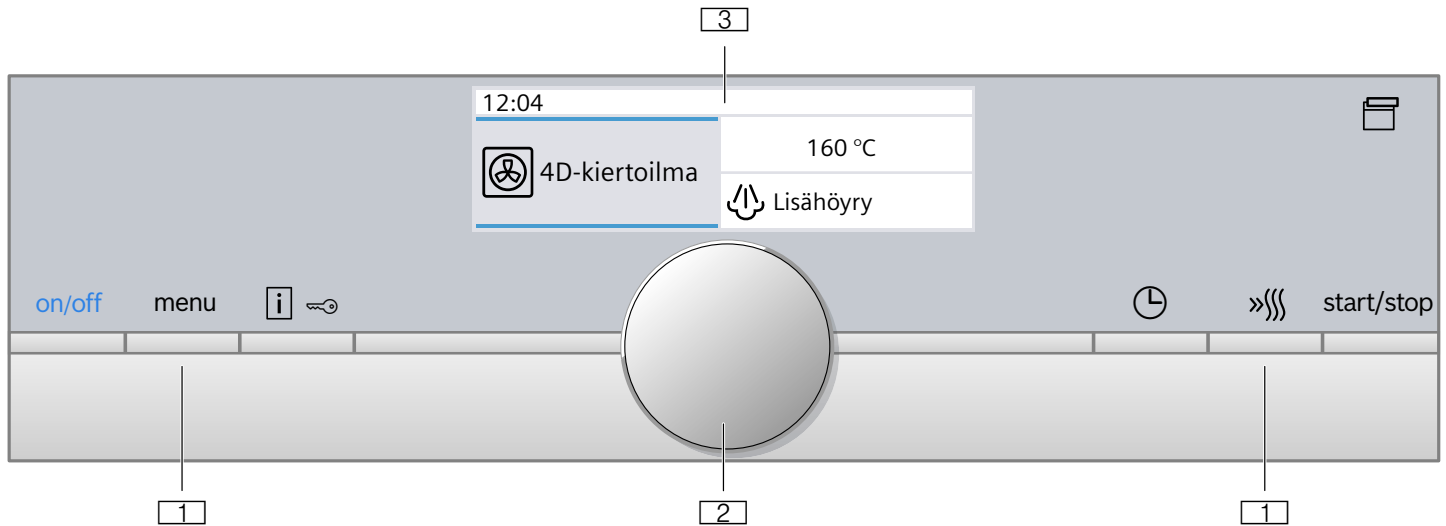 3
12:04
4D-kiertoilma
160 °C
Lisähöyry
on/off menu i start/stop
1 2 1